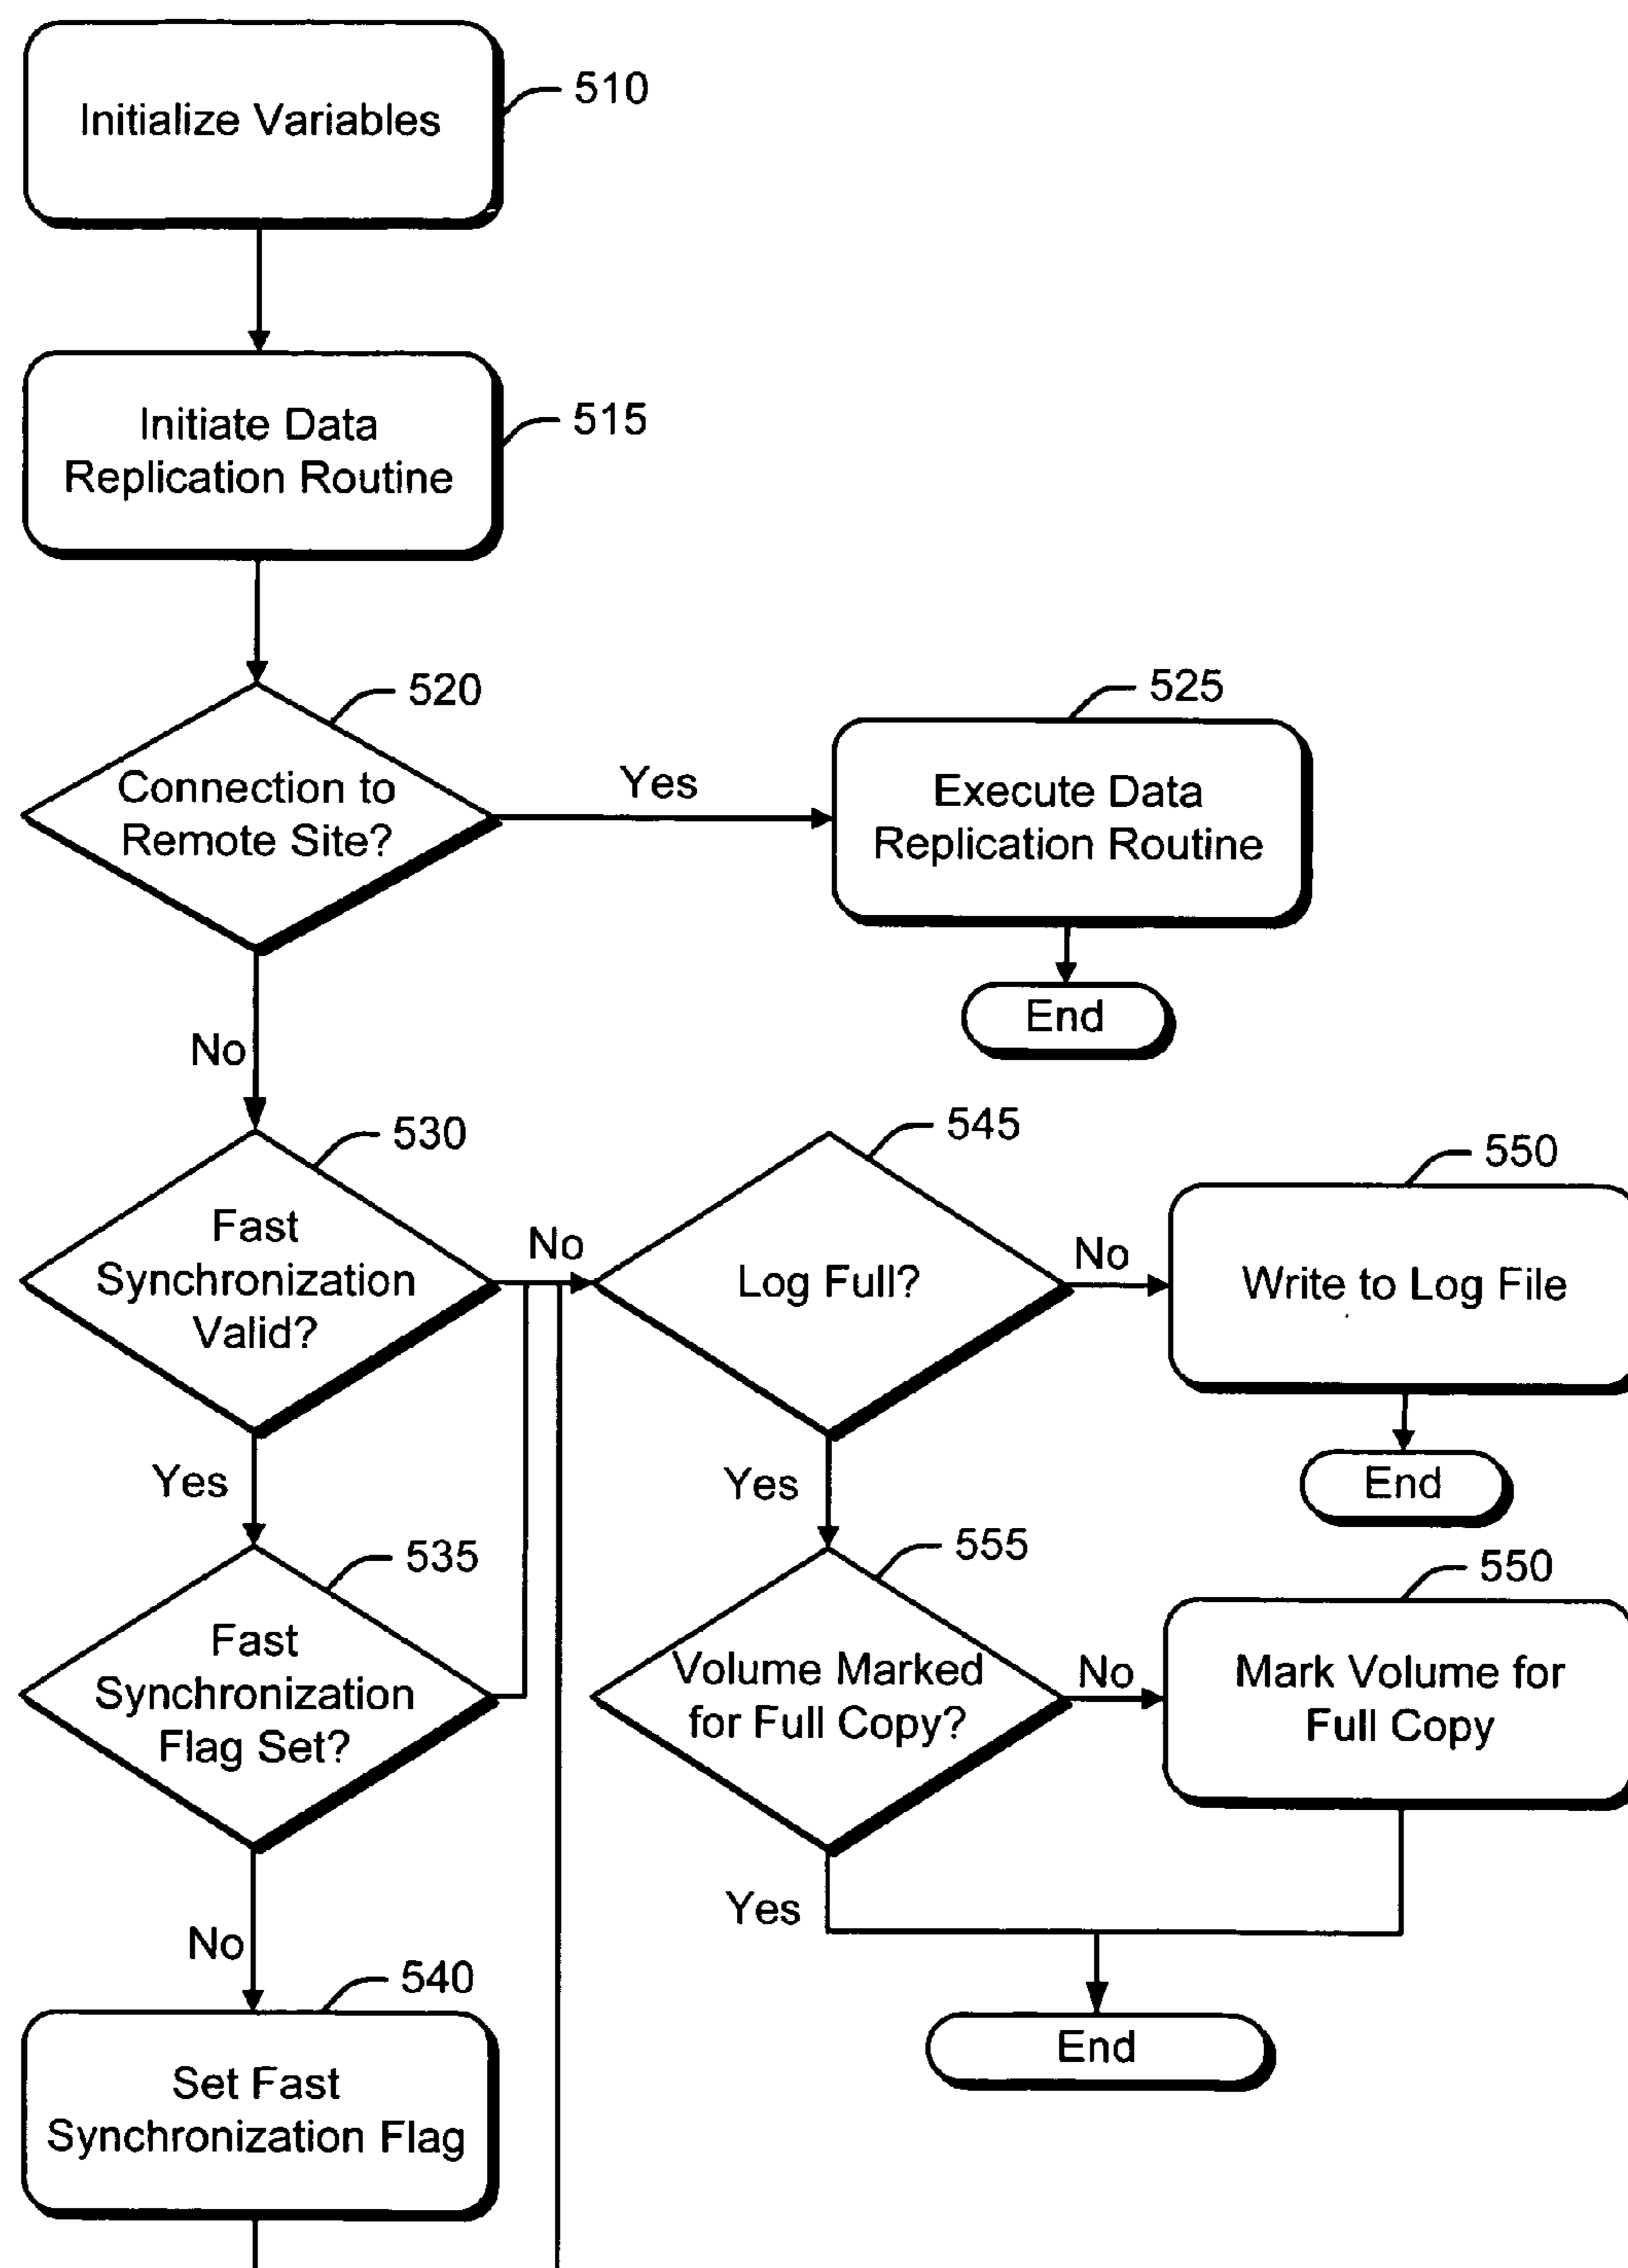 Initialize Variables
510
Initiate Data
Replication Routine
515
520
Connection to
Remote Site?
Yes
525
Execute Data
Replication Routine
End
No
530
Fast
Synchronization
Valid?
No
545
Log Full?
No
550
Write to Log File
End
Yes
535
Fast
Synchronization
Flag Set?
Yes
555
Volume Marked
for Full Copy?
No
550
Mark Volume for
Full Copy
Yes
End
No
540
Set Fast
Synchronization Flag